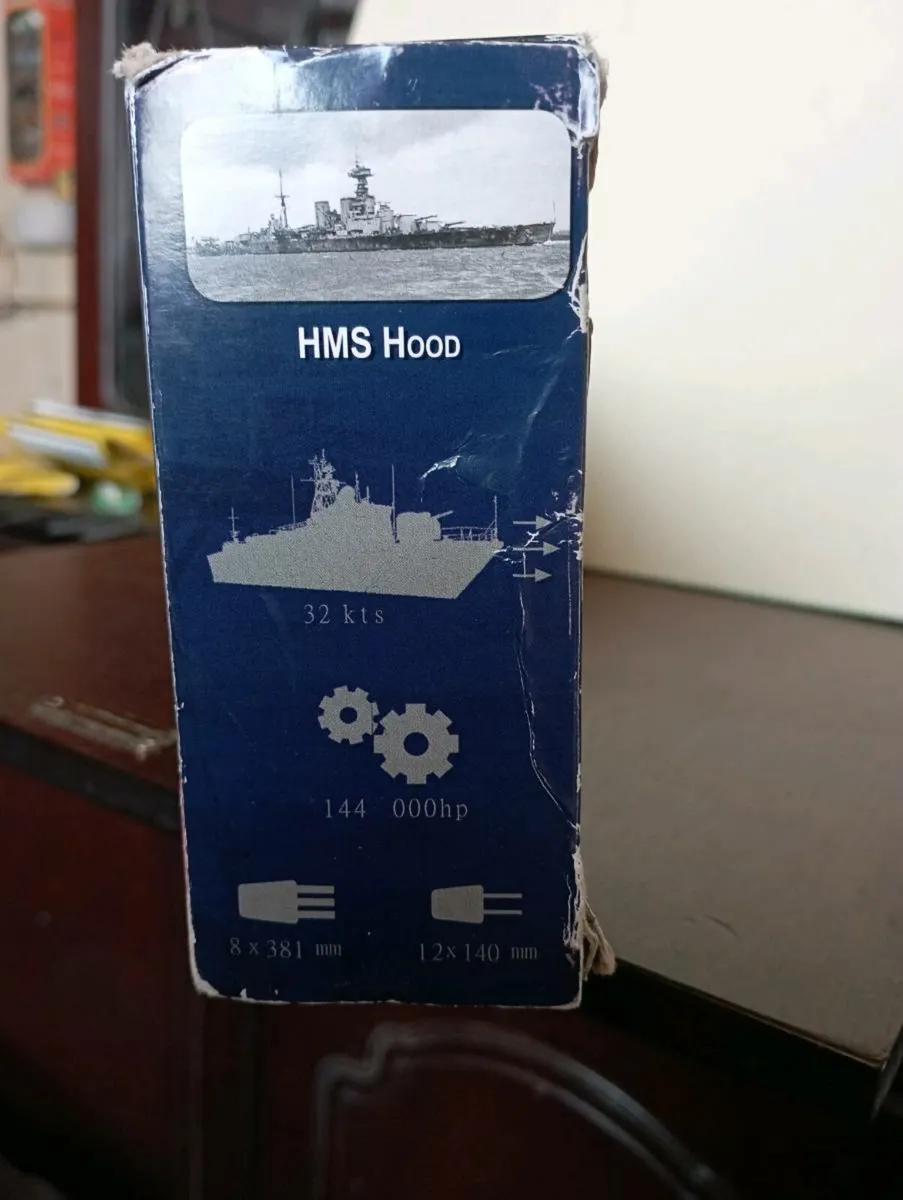 HMS HOOD
32 kts
144 000hp
8 x 381 mm
12x 140 mm